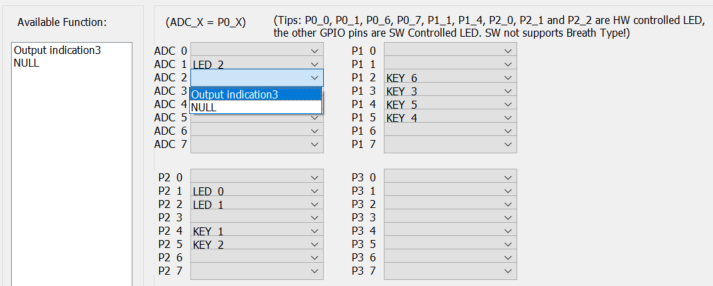 Available Function:
Output indication3
NULL
(ADC_X = P0_X)
(Tips: P0_0, P0_1, P0_6, P0_7, P1_1, P1_4, P2_0, P2_1 and P2_2 are HW controlled LED,
the other GPIO pins are SW Controlled LED. SW not supports Breath Type!)
ADC 0
ADC 1 LED 2
ADC 2
ADC 3
Output indication3
ADC 4
NULL
ADC 5
ADC 6
ADC 7
P1 0
P1 1
P1 2 KEY 6
P1 3 KEY 3
P1 4 KEY 5
P1 5 KEY 4
P1 6
P1 7
P2 0
P2 1 LED 0
P2 2 LED 1
P2 3
P2 4 KEY 1
P2 5 KEY 2
P2 6
P2 7
P3 0
P3 1
P3 2
P3 3
P3 4
P3 5
P3 6
P3 7